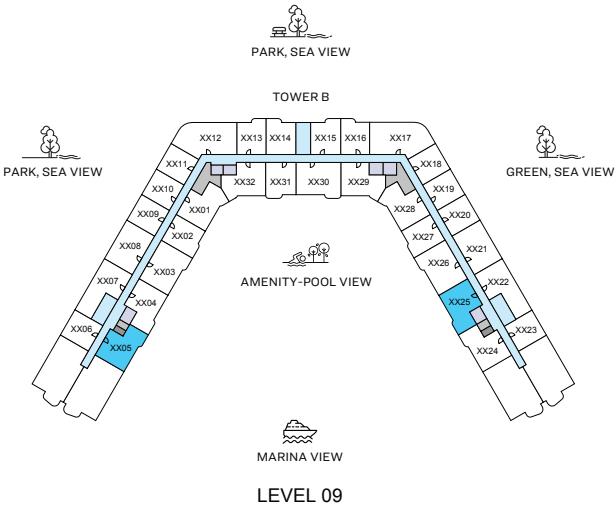 PARK, SEA VIEW
TOWER B
PARK, SEA VIEW
GREEN, SEA VIEW
XX12
XX13
XX14
XX15
XX16
XX17
XX11
XX32
XX31
XX30
XX29
XX18
XX10
XX01
XX28
XX19
XX09
XX02
XX27
XX20
XX08
XX03
XX26
XX21
XX07
XX04
XX25
XX22
XX06
XX05
XX24
XX23
AMENITY-POOL VIEW
MARINA VIEW
LEVEL 09